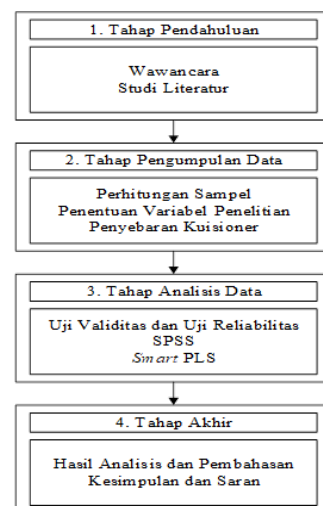 1. Tahap Pendahuluan
Wawancara
Studi Literatur
2. Tahap Pengumpulan Data
Perhitungan Sampel
Penentuan Variabel Penelitian
Penyebaran Kuisioner
3. Tahap Analisis Data
Uji Validitas dan Uji Reliabilitas
SPSS
Smart PLS
4. Tahap Akhir
Hasil Analisis dan Pembahasan
Kesimpulan dan Saran